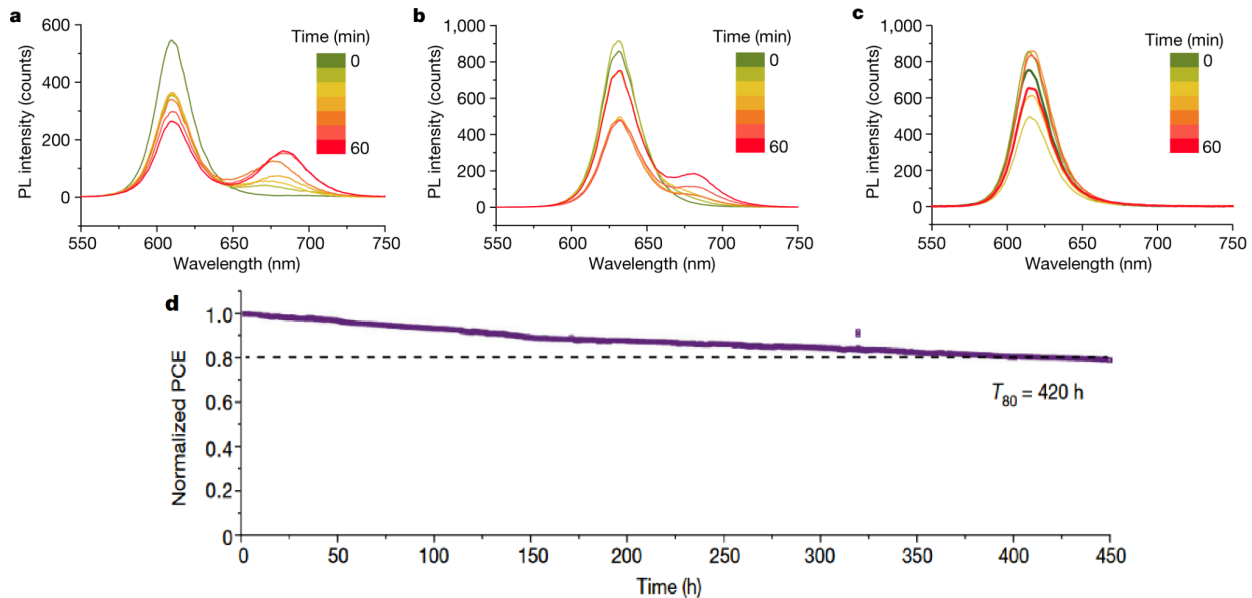 a
600
400
200
0
PL intensity (counts)
550 600 650 700 750
Wavelength (nm)
Time (min)
0
60
b
1,000
800
600
400
200
0
PL intensity (counts)
550 600 650 700 750
Wavelength (nm)
Time (min)
0
60
c
1,000
800
600
400
200
0
PL intensity (counts)
550 600 650 700 750
Wavelength (nm)
Time (min)
0
60
d
1.0
0.8
0.6
0.4
0.2
0
Normalized PCE
T80 = 420 h
0 50 100 150 200 250 300 350 400 450
Time (h)